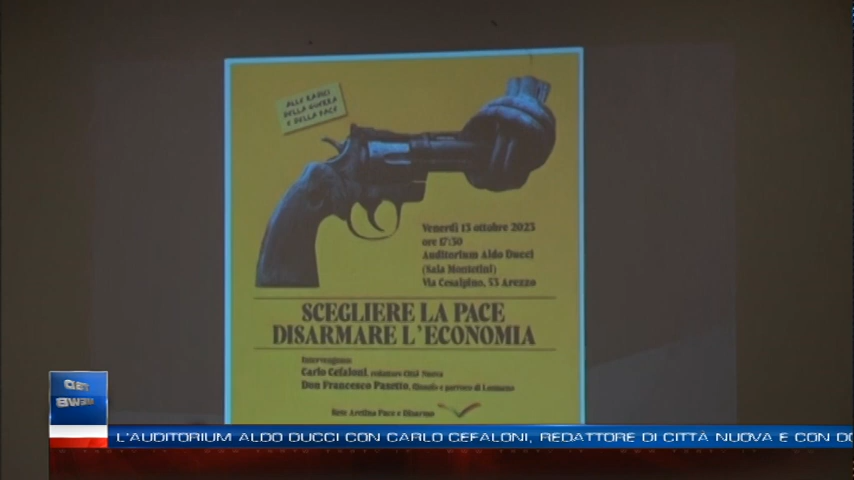 ALLE RADICI
DELLA GUERRA
E DELLA PACE
Venerdì 13 ottobre 2023
ore 17:30
Auditorium Aldo Ducci
(Sala Montetini)
Via Cesalpino, 53 Arezzo
SCEGLIERE LA PACE
DISARMARE L'ECONOMIA
Intervengono:
Carlo Cefaloni, redattore Città Nuova
Don Francesco Pasetto, filosofo e parroco di Lonnano
Rete Aretina Pace e Disarmo
L'AUDITORIUM ALDO DUCCI CON CARLO CEFALONI, REDATTORE DI CITTÀ NUOVA E CON DO